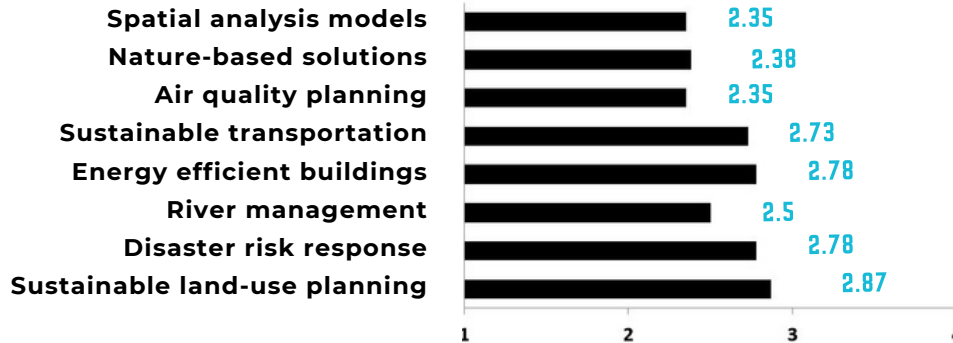 Spatial analysis models 2.35
Nature-based solutions 2.38
Air quality planning 2.35
Sustainable transportation 2.73
Energy efficient buildings 2.78
River management 2.5
Disaster risk response 2.78
Sustainable land-use planning 2.87
1 2 3